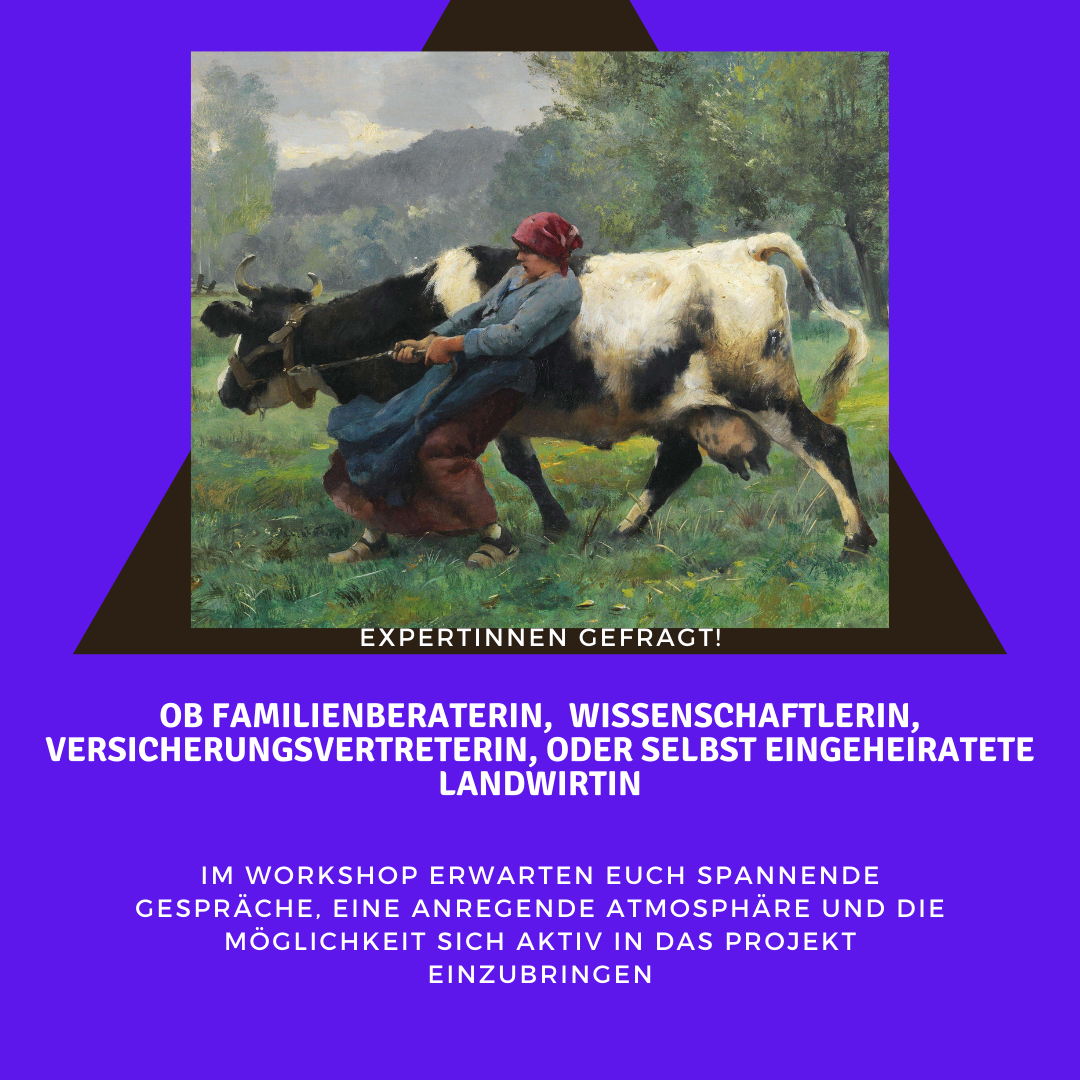 EXPERTINNEN GEFRAGT!
OB FAMILIENBERATERIN, WISSENSCHAFTLERIN,
VERSICHERUNGSVERTRETERIN, ODER SELBST EINGEHEIRATETE
LANDWIRTIN
IM WORKSHOP ERWARTEN EUCH SPANNENDE
GESPRÄCHE, EINE ANREGENDE ATMOSPHÄRE UND DIE
MÖGLICHKEIT SICH AKTIV IN DAS PROJEKT
EINZUBRINGEN